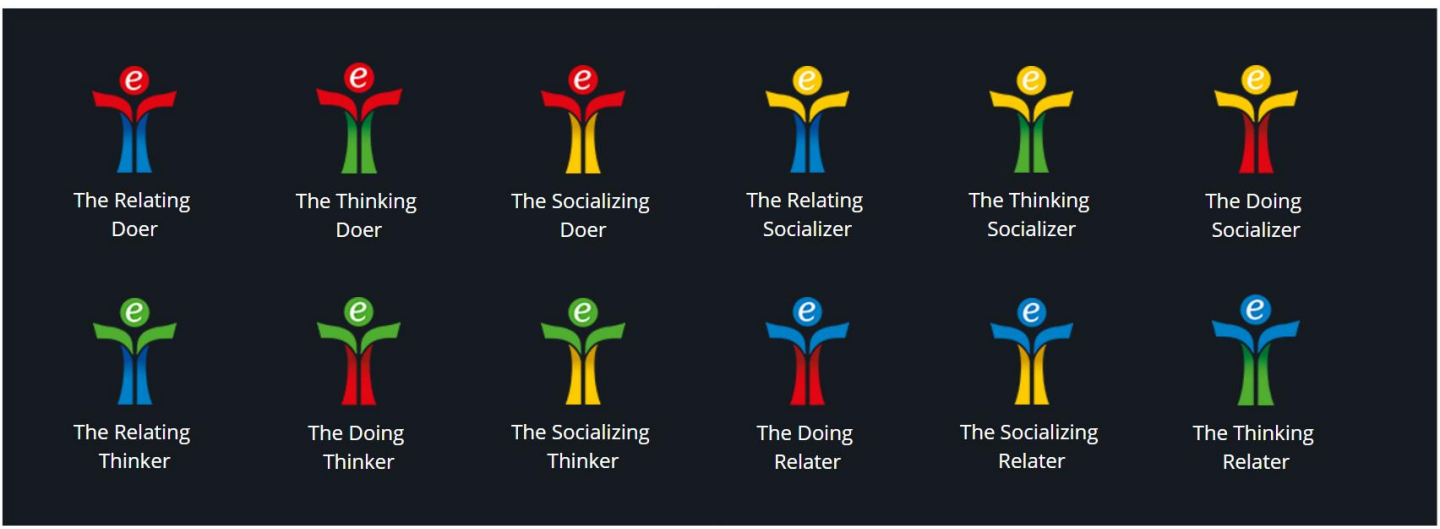 e e e e e e
The Relating The Thinking The Socializing The Relating The Thinking The Doing
Doer Doer Doer Socializer Socializer Socializer
e e e e e e
The Relating The Doing The Socializing The Doing The Socializing The Thinking
Thinker Thinker Thinker Relater Relater Relater